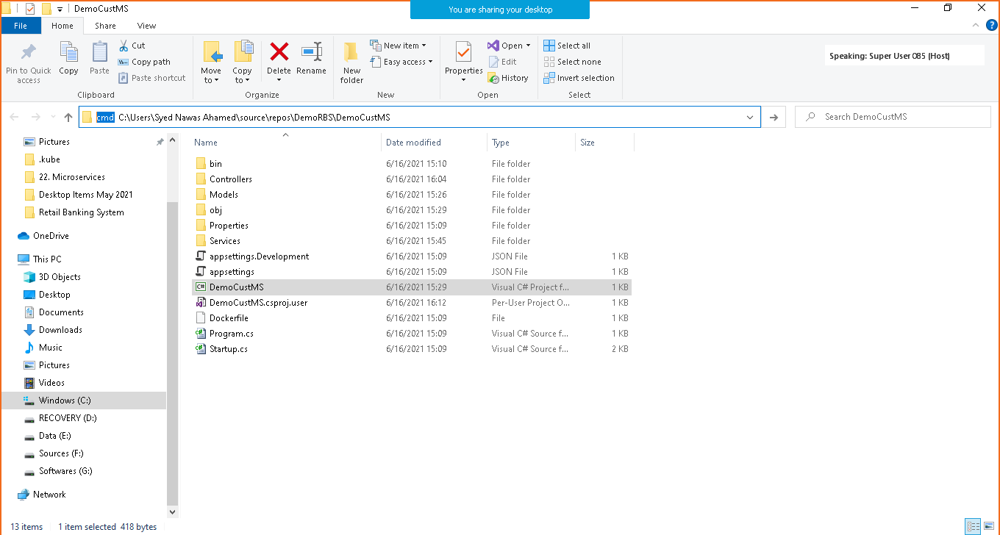 DemoCustMS
You are sharing your desktop
File Home Share View
Speaking: Super User 085 (Host)
Pin to Quick access
Copy
Paste
Cut
Copy path
Paste shortcut
Clipboard
Move to
Copy to
Delete
Rename
Organize
New folder
New item
Easy access
New
Properties
Open
Edit
History
Open
Select all
Select none
Invert selection
Select
cmd C:\Users\Syed Nawas Ahamed\source\repos\DemoRBS\DemoCustMS
Search DemoCustMS
Pictures
.kube
22. Microservices
Desktop Items May 2021
Retail Banking System
OneDrive
This PC
3D Objects
Desktop
Documents
Downloads
Music
Pictures
Videos
Windows (C:)
RECOVERY (D:)
Data (E:)
Sources (F:)
Softwares (G:)
Network
Name Date modified Type Size
bin 6/16/2021 15:10 File folder
Controllers 6/16/2021 16:04 File folder
Models 6/16/2021 15:26 File folder
obj 6/16/2021 15:29 File folder
Properties 6/16/2021 15:09 File folder
Services 6/16/2021 15:45 File folder
appsettings.Development 6/16/2021 15:09 JSON File 1 KB
appsettings 6/16/2021 15:09 JSON File 1 KB
DemoCustMS 6/16/2021 15:29 Visual C# Project f... 1 KB
DemoCustMS.csproj.user 6/16/2021 16:12 Per-User Project O... 1 KB
Dockerfile 6/16/2021 15:09 File 1 KB
Program.cs 6/16/2021 15:09 Visual C# Source f... 1 KB
Startup.cs 6/16/2021 15:09 Visual C# Source f... 2 KB
13 items 1 item selected 418 bytes